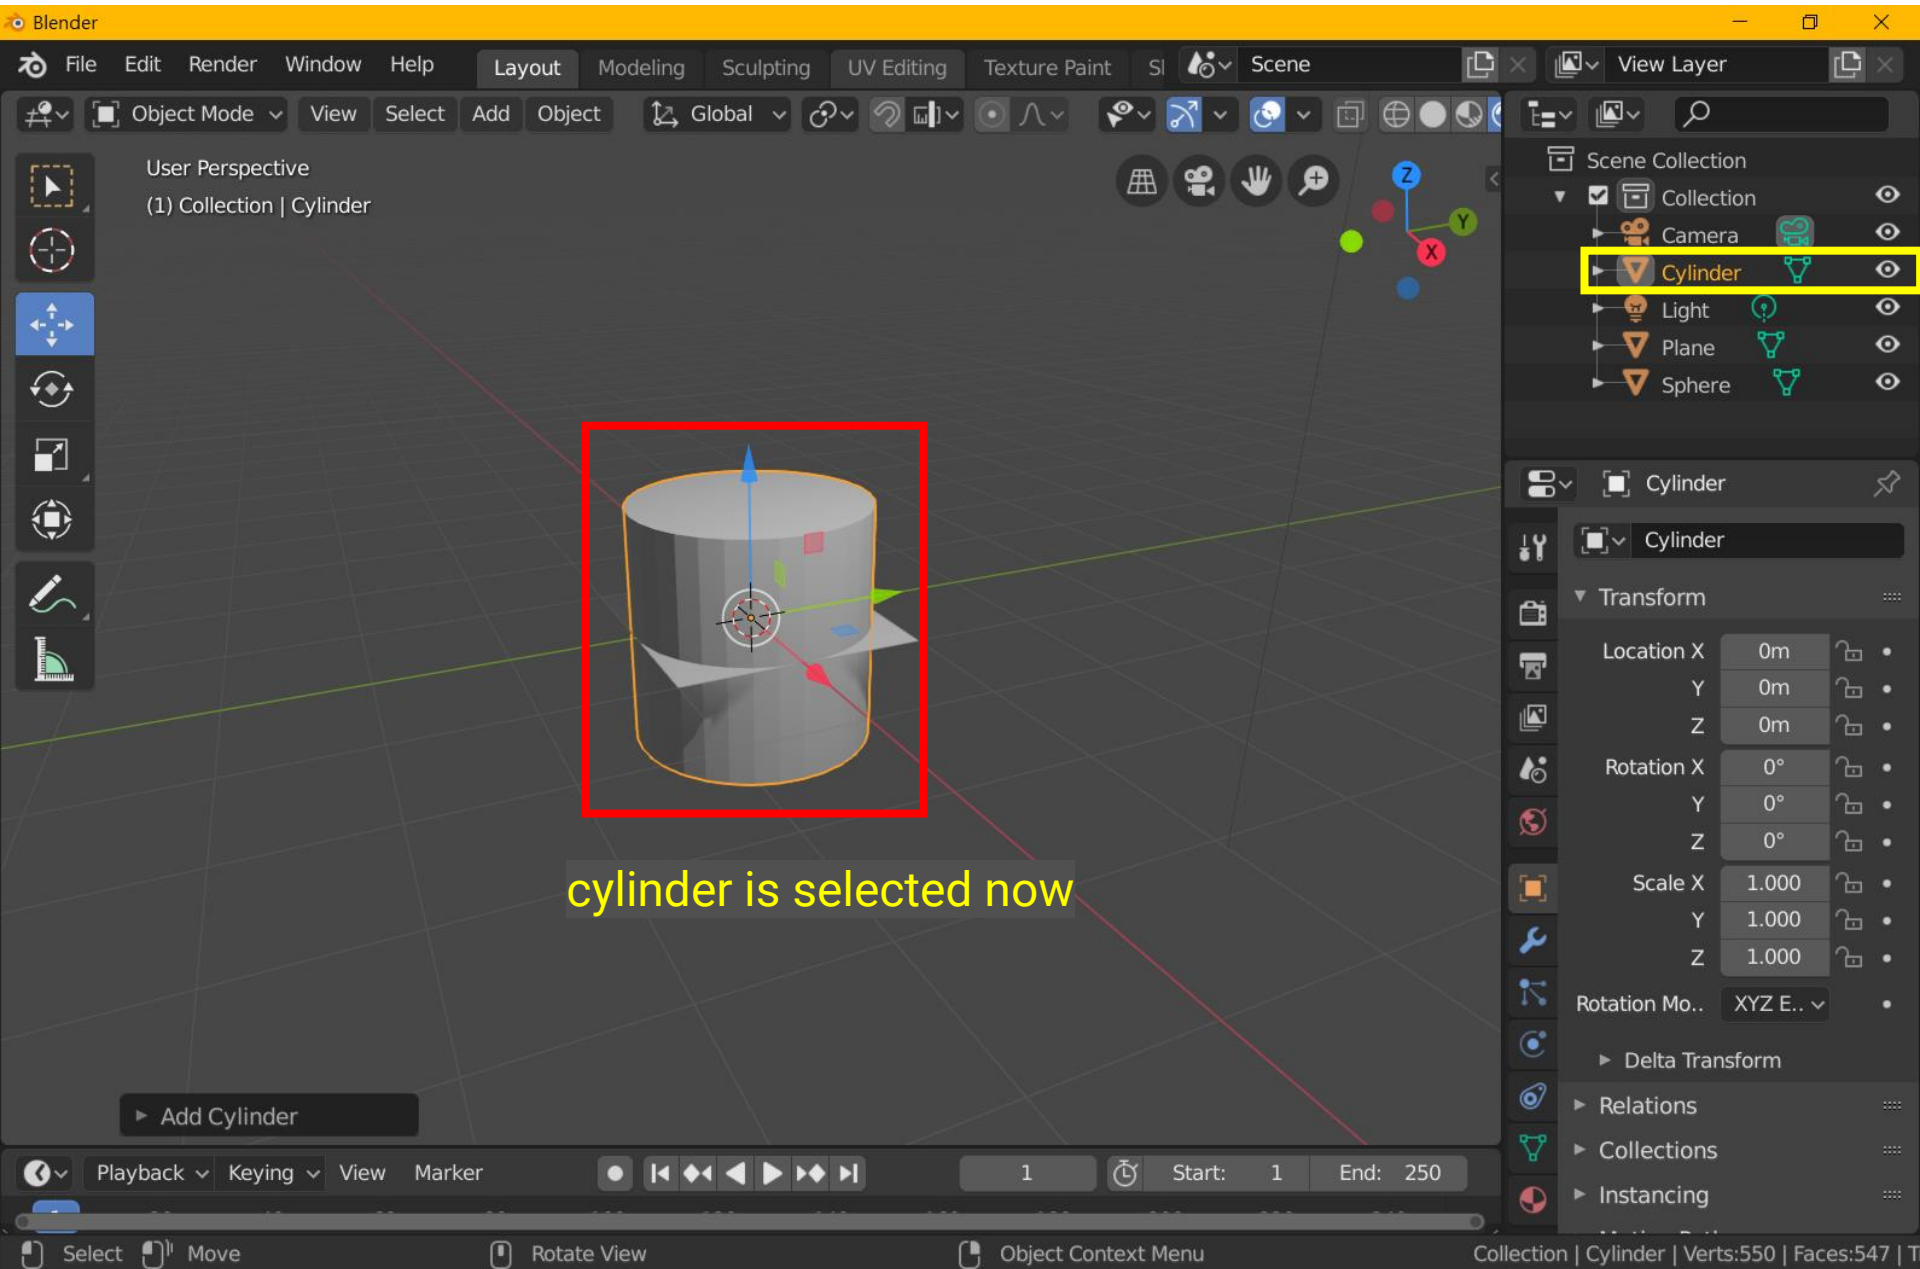 Blender
File Edit Render Window Help Layout Modeling Sculpting UV Editing Texture Paint Scene View Layer
Object Mode View Select Add Object Global
User Perspective
(1) Collection | Cylinder
Z
Y
X
Scene Collection
Collection
Camera
Cylinder
Light
Plane
Sphere
Cylinder
Cylinder
Transform
Location X 0m
Y 0m
Z 0m
Rotation X 0°
Y 0°
Z 0°
Scale X 1.000
Y 1.000
Z 1.000
Rotation Mo.. XYZ E..
Delta Transform
Relations
Collections
Instancing
cylinder is selected now
Add Cylinder
Playback Keying View Marker 1 Start: 1 End: 250
Select Move Rotate View Object Context Menu Collection | Cylinder | Verts:550 | Faces:547 | T